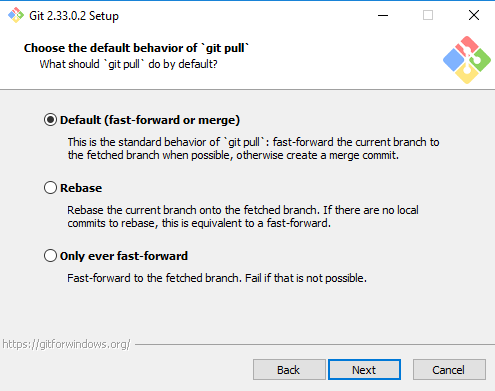 Git 2.33.0.2 Setup
Choose the default behavior of `git pull`
What should `git pull` do by default?
Default (fast-forward or merge)
This is the standard behavior of `git pull`: fast-forward the current branch to
the fetched branch when possible, otherwise create a merge commit.
Rebase
Rebase the current branch onto the fetched branch. If there are no local
commits to rebase, this is equivalent to a fast-forward.
Only ever fast-forward
Fast-forward to the fetched branch. Fail if that is not possible.
https://gitforwindows.org/
Back Next Cancel